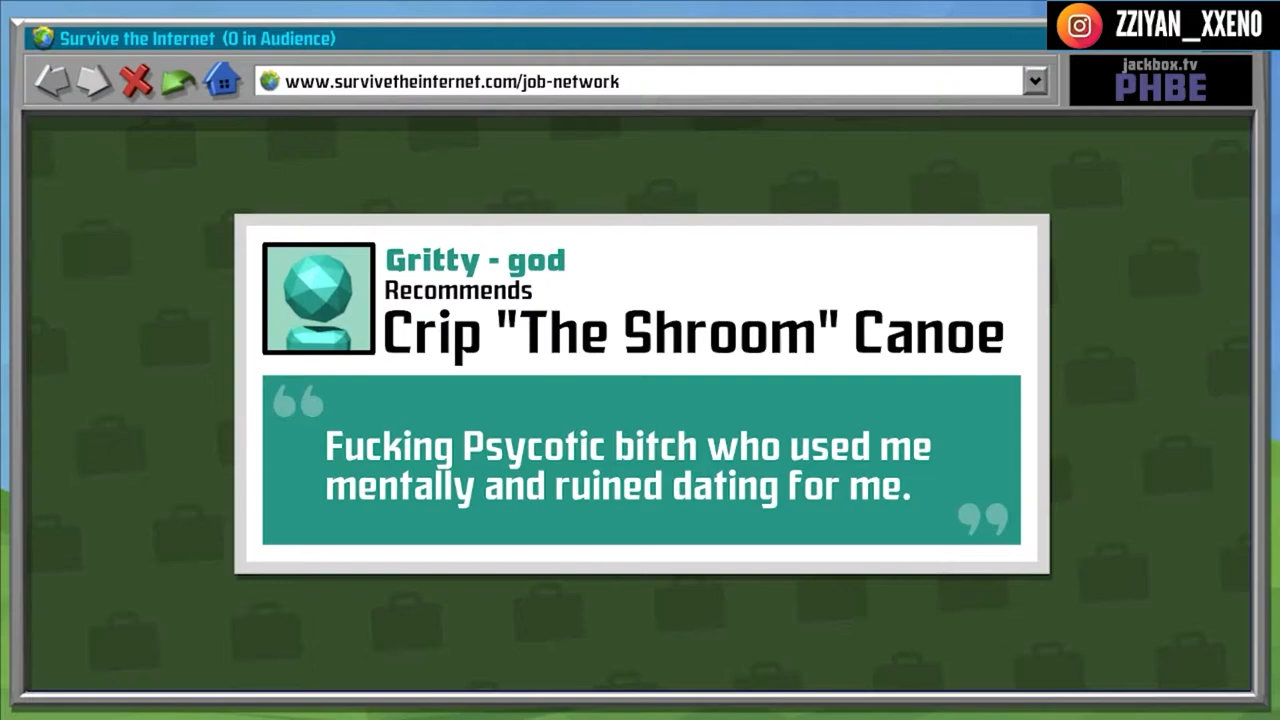 ZZIYAN_XXENO
Survive the Internet (0 in Audience)
www.survivetheinternet.com/job-network
jackbox.tv
PHBE
Gritty - god
Recommends
Crip "The Shroom" Canoe
“
Fucking Psycotic bitch who used me
mentally and ruined dating for me.
”